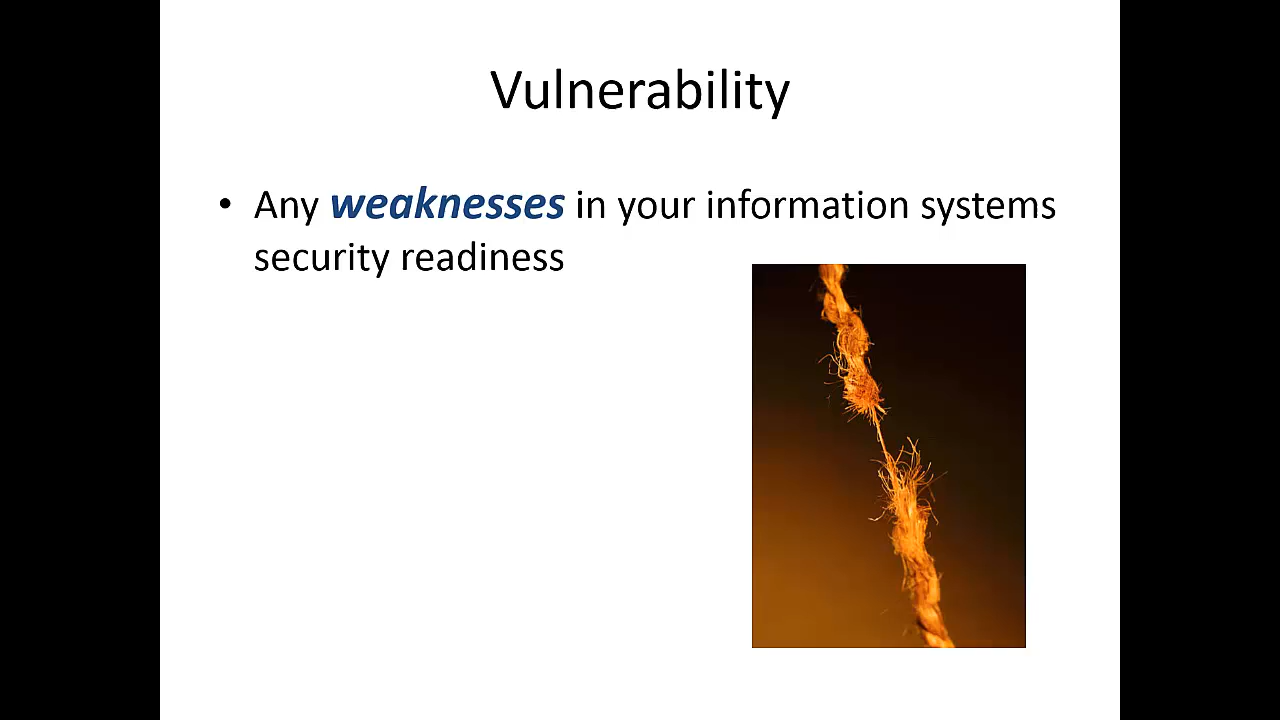 Vulnerability
• Any weaknesses in your information systems
security readiness